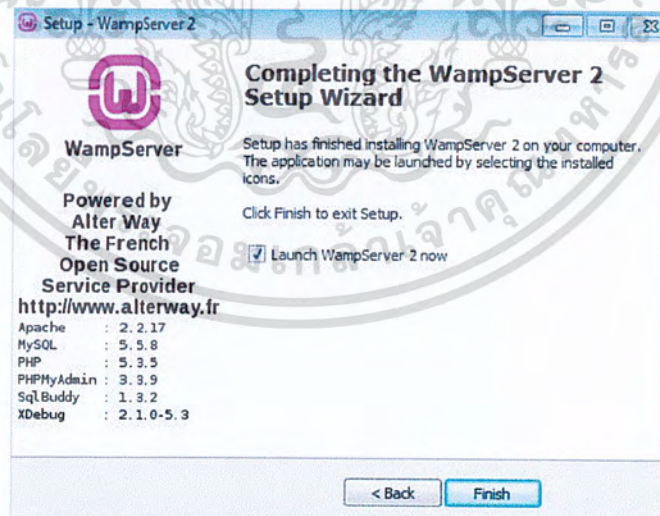 Setup - WampServer 2
WampServer
Powered by
Alter Way
The French
Open Source
Service Provider
http://www.alterway.fr
Apache : 2.2.17
MySQL : 5.5.8
PHP : 5.3.5
PHPMyAdmin : 3.3.9
SqlBuddy : 1.3.2
XDebug : 2.1.0-5.3
Completing the WampServer 2
Setup Wizard
Setup has finished installing WampServer 2 on your computer.
The application may be launched by selecting the installed
icons.
Click Finish to exit Setup.
Launch WampServer 2 now
< Back
Finish